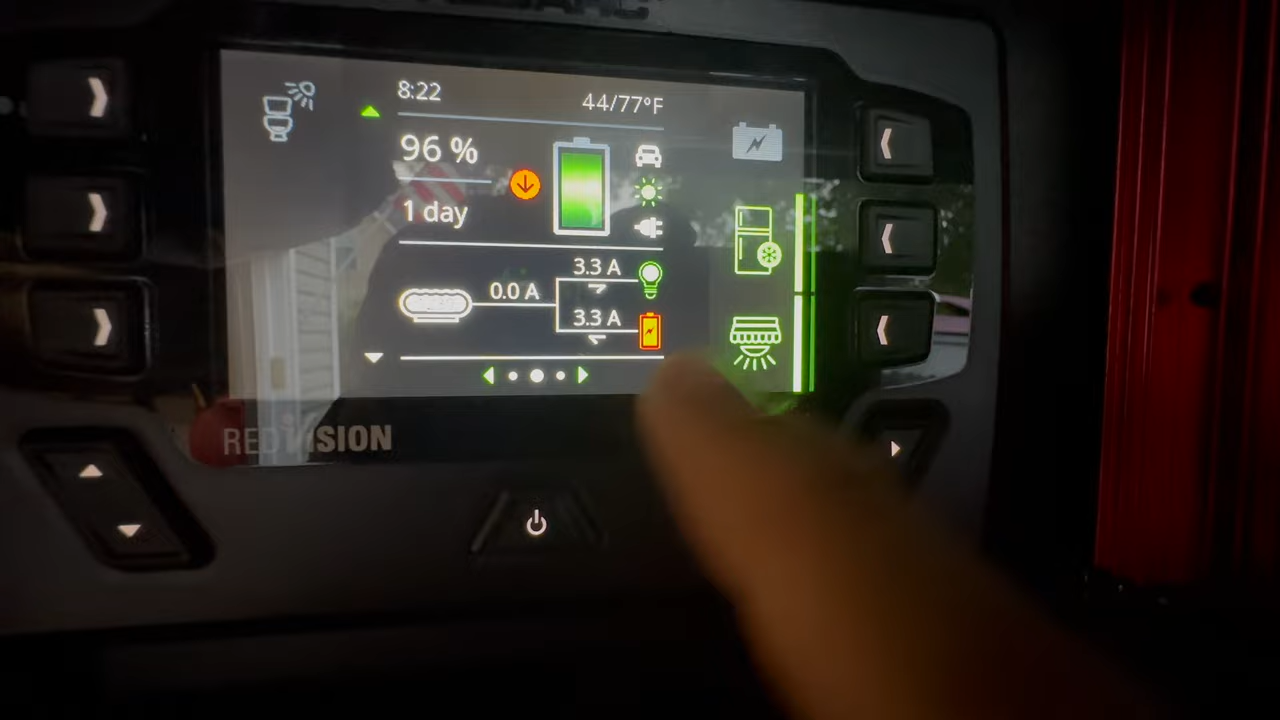 8:22
44/77°F
96 %
1 day
3.3 A
0.0 A
3.3 A
REDVISION